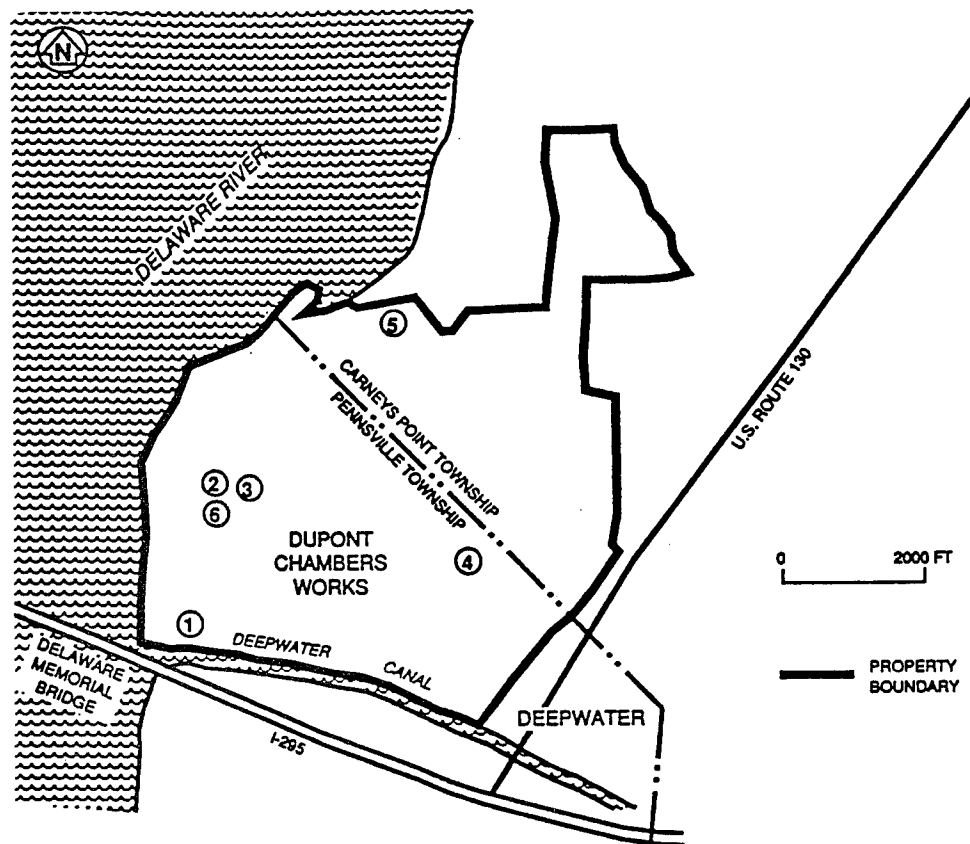 N
DELAWARE RIVER
5
CARNEYS POINT TOWNSHIP
PENNSVILLE TOWNSHIP
U.S. ROUTE 130
2
3
6
DUPONT
CHAMBERS
WORKS
4
0 2000 FT
1
DEEPWATER
CANAL
DELAWARE
MEMORIAL
BRIDGE
PROPERTY
BOUNDARY
DEEPWATER
I-295